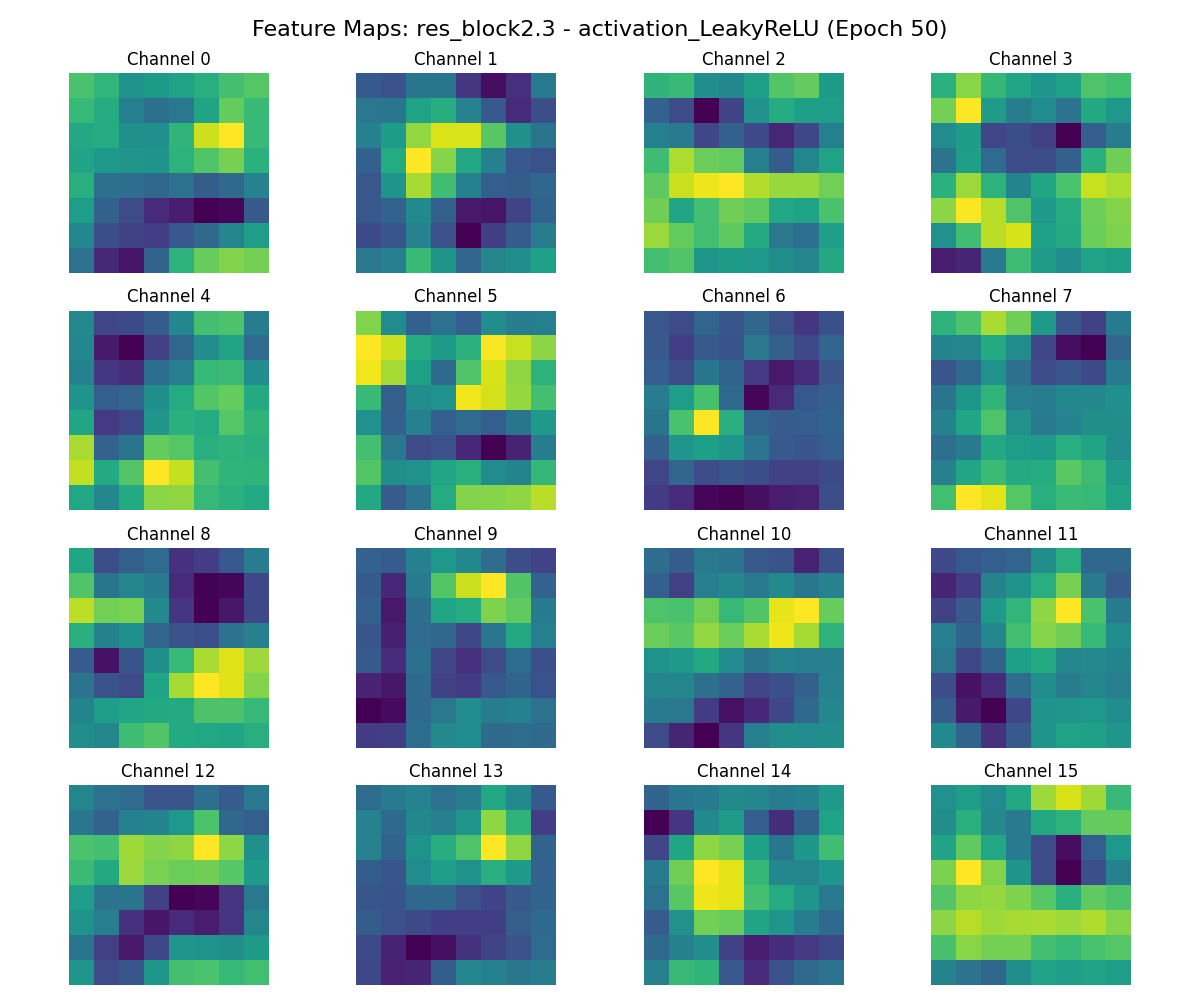 Feature Maps: res_block2.3 - activation_LeakyReLU (Epoch 50)
Channel 0
Channel 1
Channel 2
Channel 3
Channel 4
Channel 5
Channel 6
Channel 7
Channel 8
Channel 9
Channel 10
Channel 11
Channel 12
Channel 13
Channel 14
Channel 15